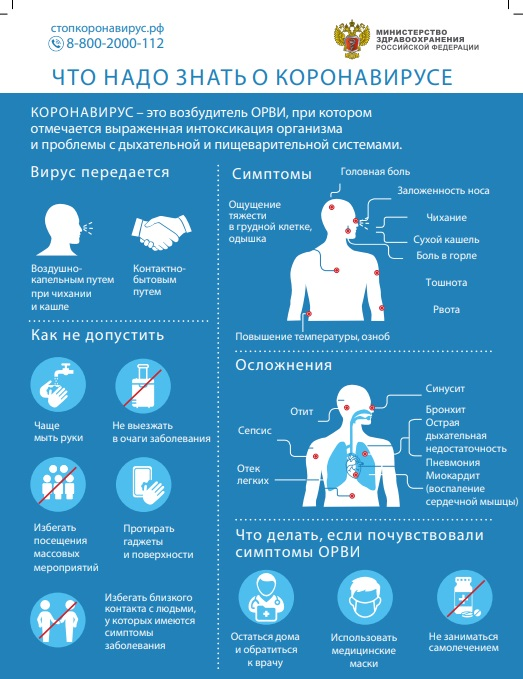 стопкоронавирус.рф
8-800-2000-112
МИНИСТЕРСТВО
ЗДРАВООХРАНЕНИЯ
РОССИЙСКОЙ ФЕДЕРАЦИИ
ЧТО НАДО ЗНАТЬ О КОРОНАВИРУСЕ
КОРОНАВИРУС – это возбудитель ОРВИ, при котором
отмечается выраженная интоксикация организма
и проблемы с дыхательной и пищеварительной системами.
Вирус передается
Воздушно-
капельным путем
при чихании
и кашле
Контактно-
бытовым
путем
Как не допустить
Чаще
мыть руки
Не выезжать
в очаги заболевания
Избегать
посещения
массовых
мероприятий
Протирать
гаджеты
и поверхности
Избегать близкого
контакта с людьми,
у которых имеются
симптомы
заболевания
Симптомы
Головная боль
Заложенность носа
Ощущение
тяжести
в грудной клетке,
одышка
Чихание
Сухой кашель
Боль в горле
Тошнота
Рвота
Повышение температуры, озноб
Осложнения
Синусит
Отит
Бронхит
Острая
дыхательная
недостаточность
Сепсис
Пневмония
Отек
легких
Миокардит
(воспаление
сердечной мышцы)
Что делать, если почувствовали
симптомы ОРВИ
Остаться дома
и обратиться
к врачу
Использовать
медицинские
маски
Не заниматься
самолечением